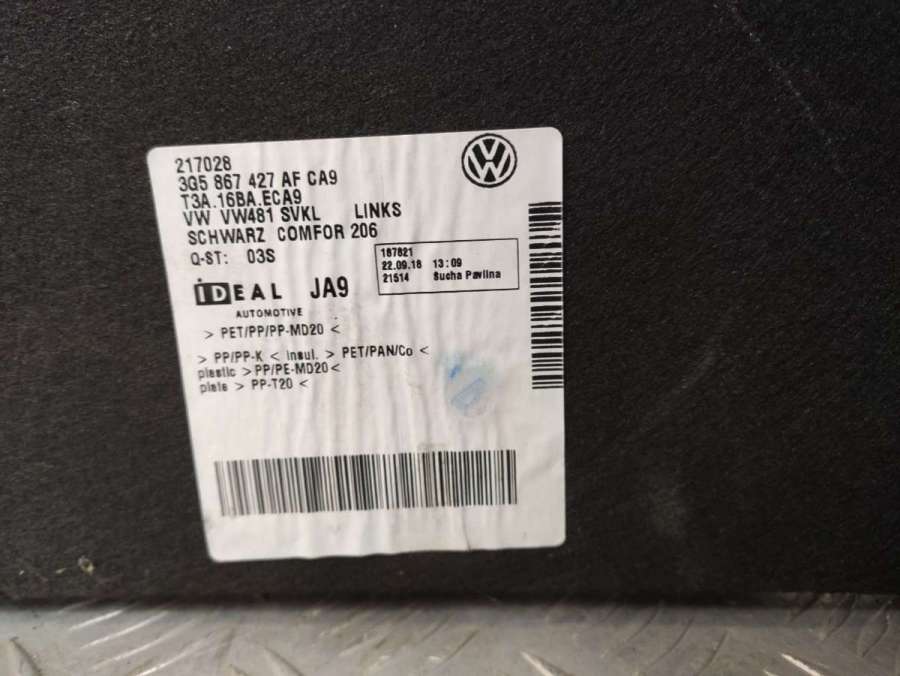 217028
3Q5 867 427 AF CA9
T3A.16BA.ECA9
VW VW481 SVKL LINKS
SCHWARZ COMFOR 206
Q-ST: 03S
187821
22.09.18 13:09
21514 Sucha Pavlina
IDEAL JA9
AUTOMOTIVE
> PET/PP/PP-MD20 <
> PP/PP-K < insul. > PET/PAN/Co <
plastic > PP/PE-MD20<
plate > PP-T20 <